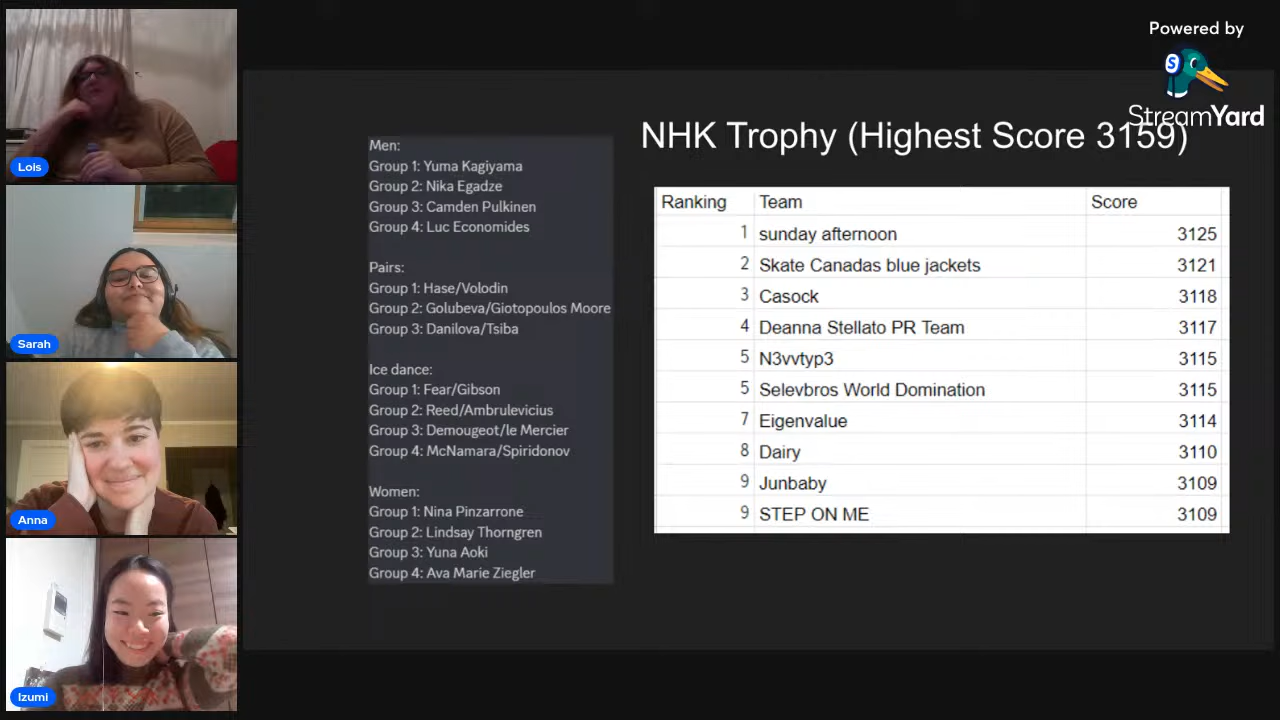 Powered by
StreamYard
Lois
Sarah
Anna
Izumi
Men:
Group 1: Yuma Kagiyama
Group 2: Nika Egadze
Group 3: Camden Pulkinen
Group 4: Luc Economides
Pairs:
Group 1: Hase/Volodin
Group 2: Golubeva/Giotopoulos Moore
Group 3: Danilova/Tsiba
Ice dance:
Group 1: Fear/Gibson
Group 2: Reed/Ambrulevicius
Group 3: Demougeot/le Mercier
Group 4: McNamara/Spiridonov
Women:
Group 1: Nina Pinzarrone
Group 2: Lindsay Thorngren
Group 3: Yuna Aoki
Group 4: Ava Marie Ziegler
NHK Trophy (Highest Score 3159)
Ranking Team Score
1 sunday afternoon 3125
2 Skate Canadas blue jackets 3121
3 Casock 3118
4 Deanna Stellato PR Team 3117
5 N3vvtyp3 3115
5 Selevbros World Domination 3115
7 Eigenvalue 3114
8 Dairy 3110
9 Junbaby 3109
9 STEP ON ME 3109